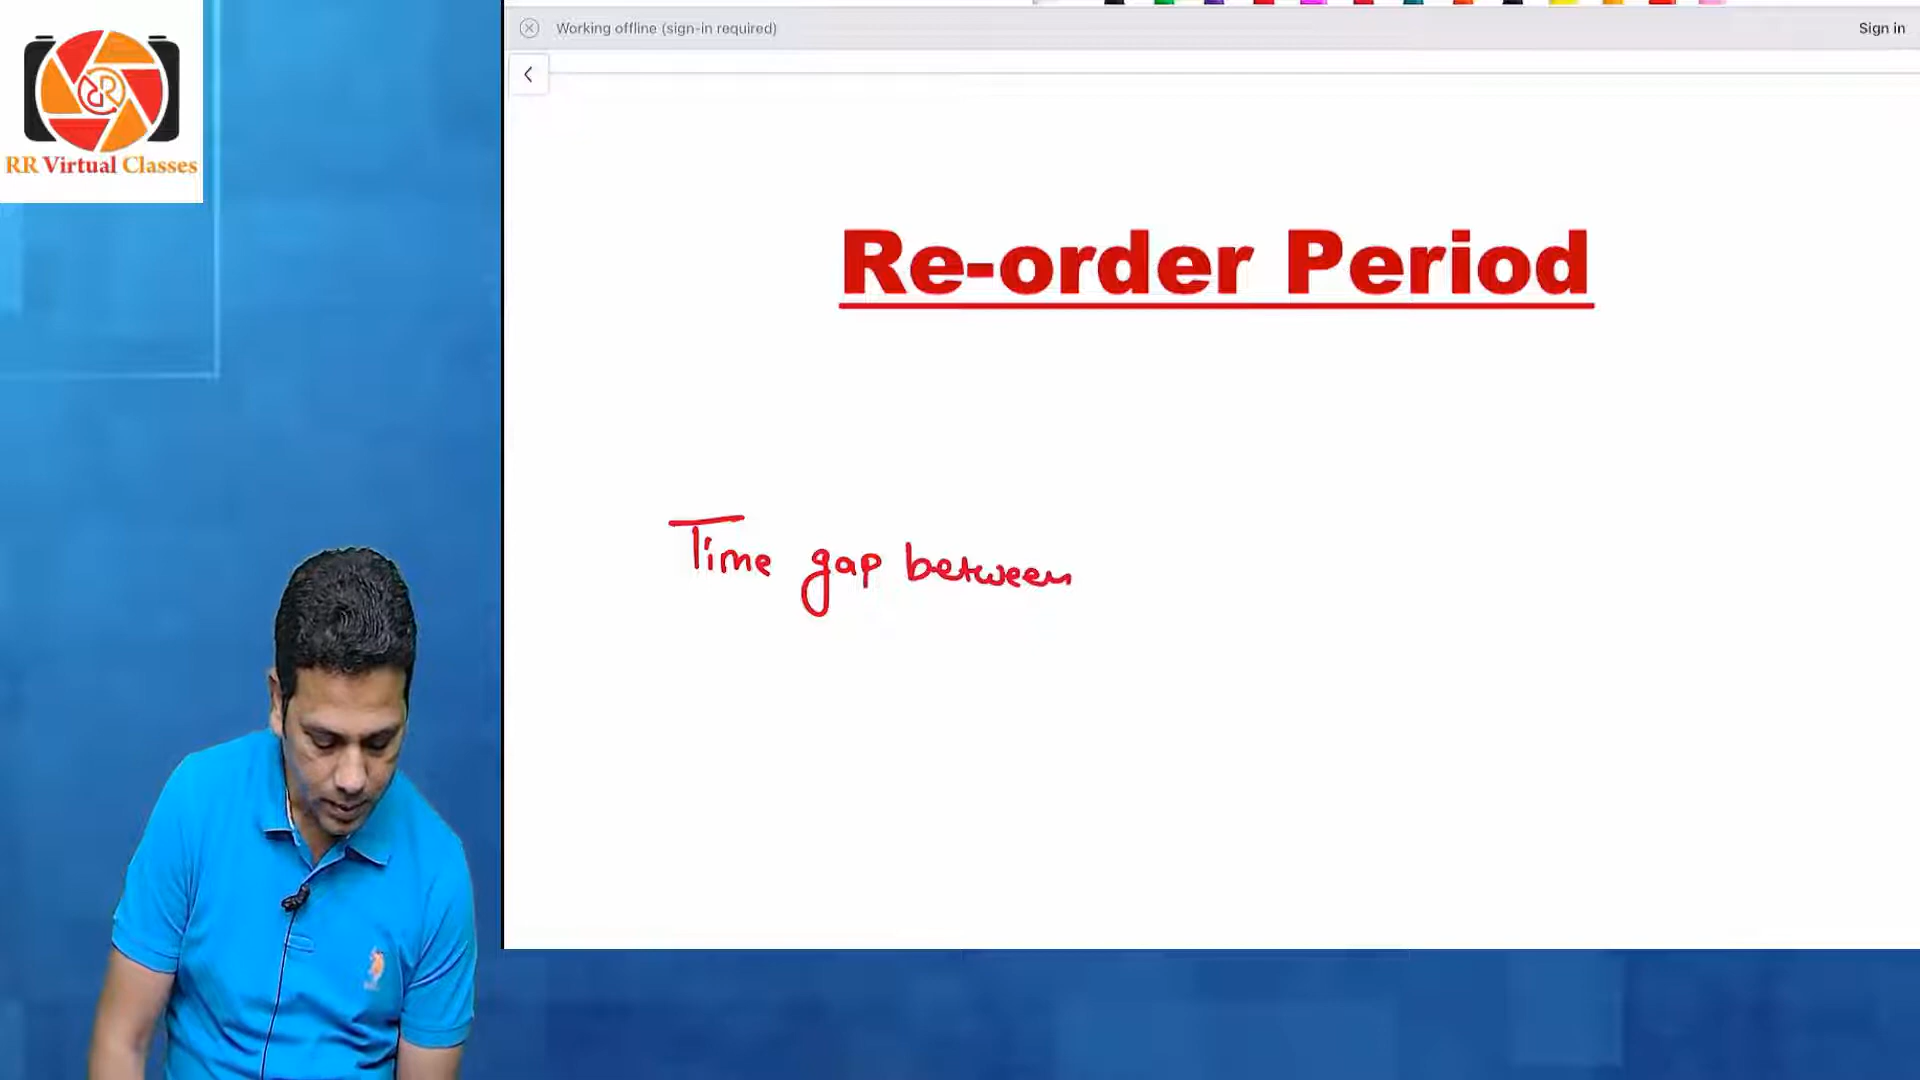 RR Virtual Classes
Working offline (sign-in required)
Sign in
Re-order Period
Time gap between